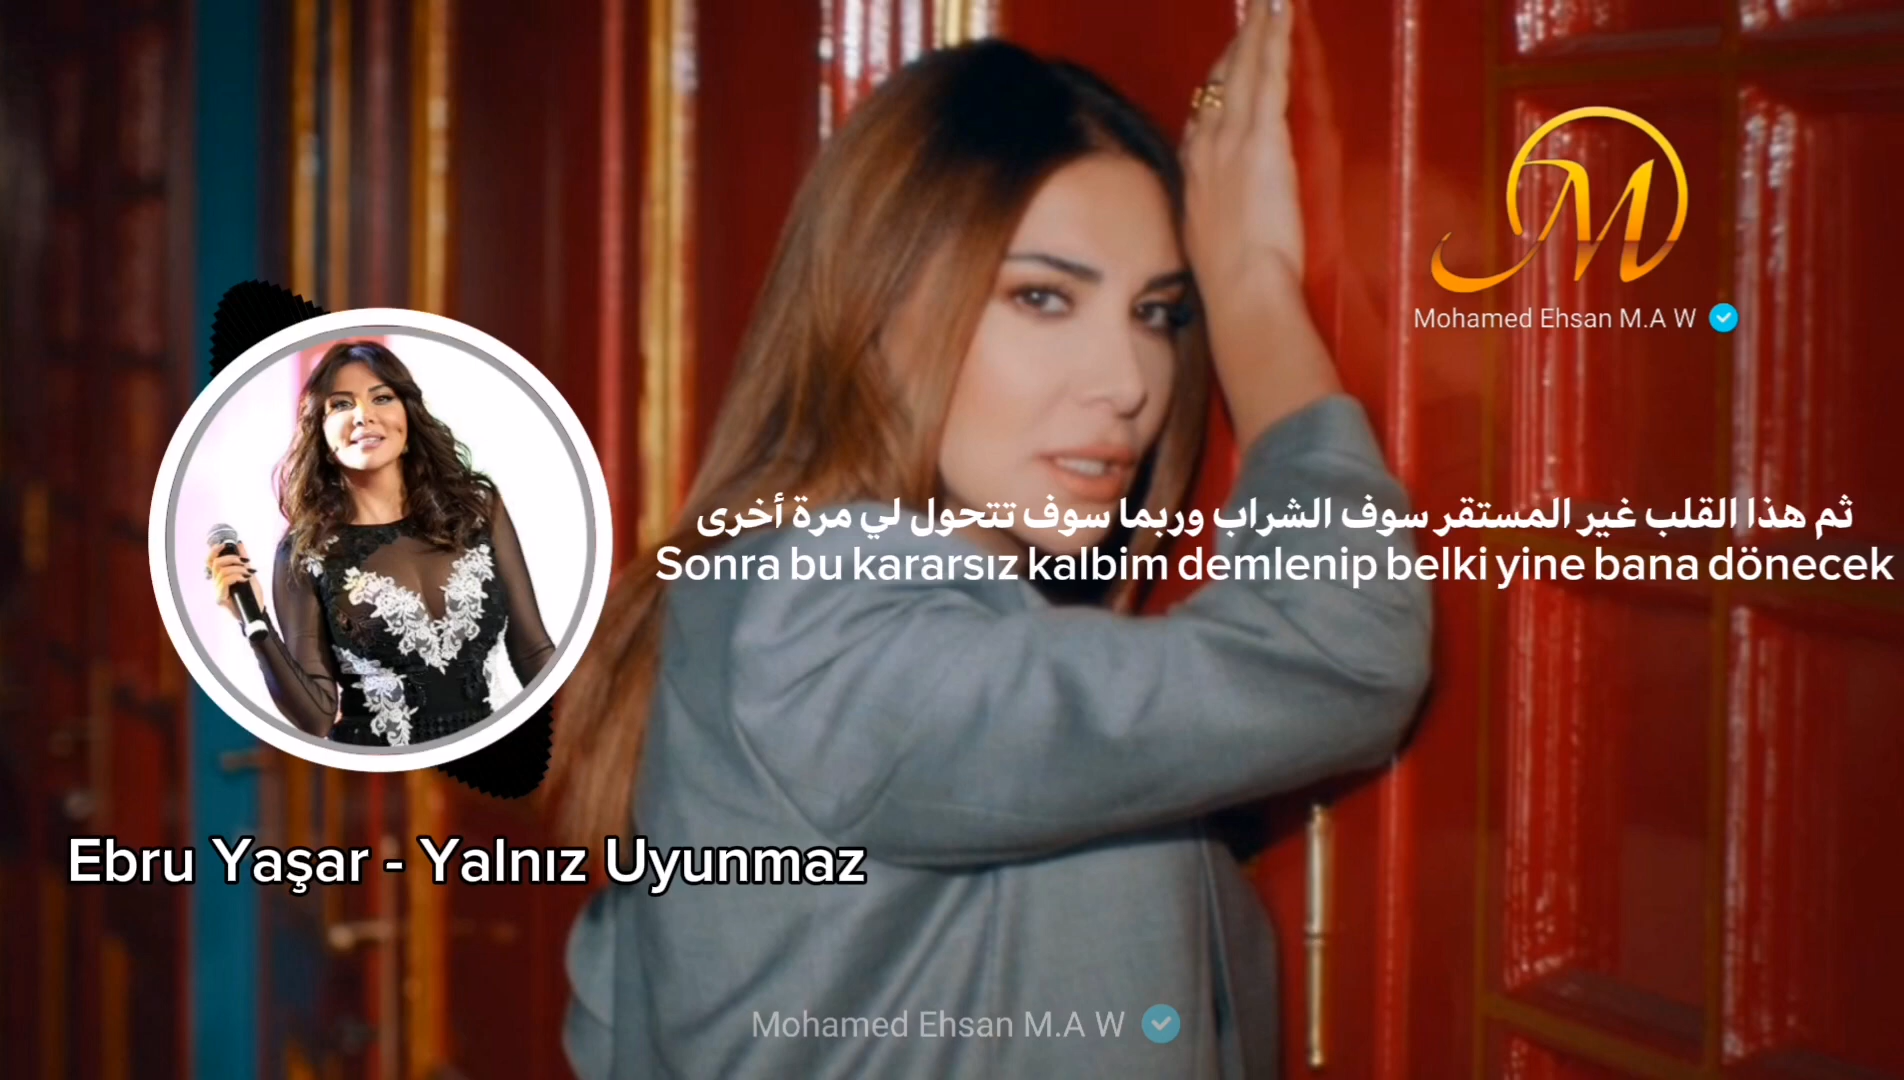 M
Mohamed Ehsan M.A W
ثم هذا القلب غير المستقر سوف الشراب وربما سوف تتحول لي مرة أخرى
Sonra bu kararsız kalbim demlenip belki yine bana dönecek
Ebru Yaşar - Yalnız Uyunmaz
Mohamed Ehsan M.A W